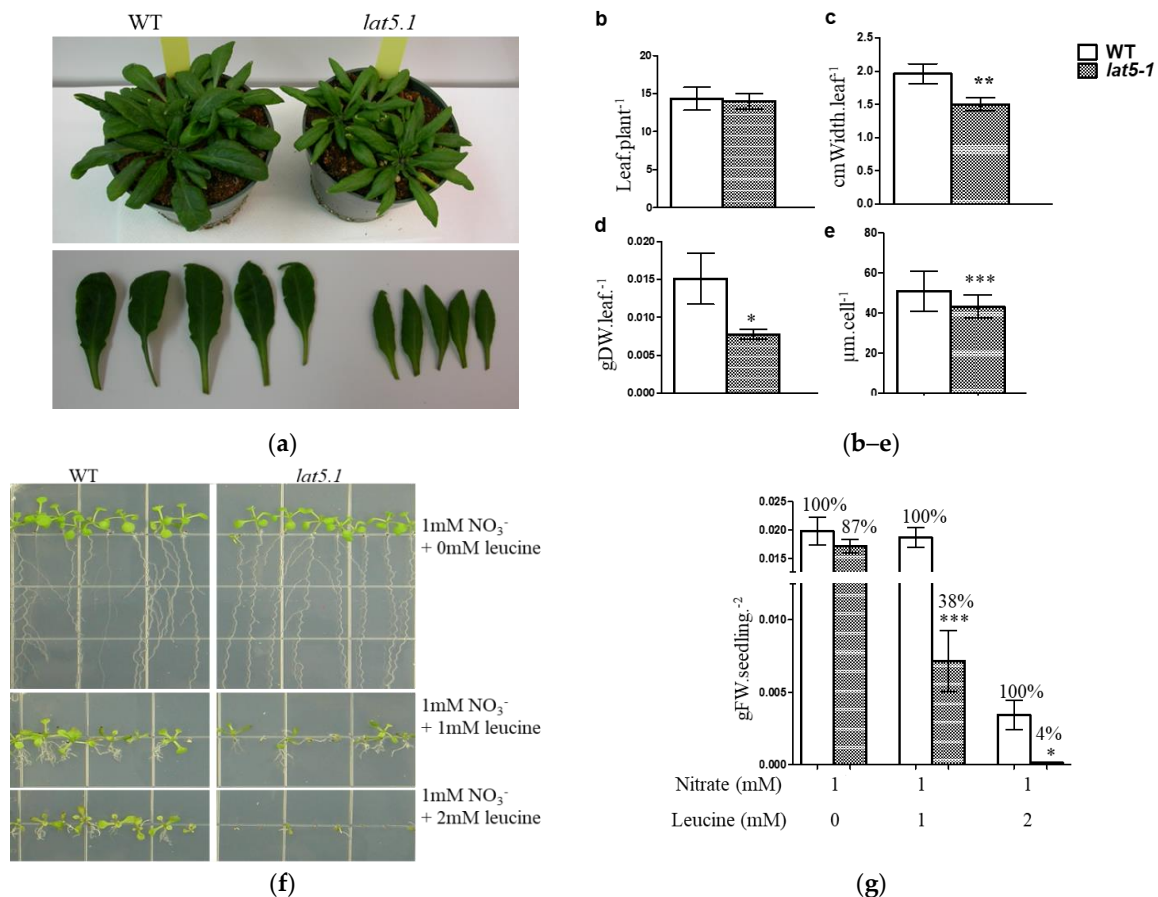 WT lat5.1
(a)
b
Leaf.plant⁻¹
20
15
10
5
0
c
cm Width.leaf⁻¹
2.5
2.0
1.5
1.0
0.5
0.0
**
WT
lat5-1
d
gDW.leaf.⁻¹
0.020
0.015
0.010
0.005
0.000
*
e
µm.cell⁻¹
80
60
40
20
0
***
(b–e)
WT lat5.1
1mM NO₃⁻
+ 0mM leucine
1mM NO₃⁻
+ 1mM leucine
1mM NO₃⁻
+ 2mM leucine
(f)
gFW.seedling.⁻²
0.025
0.020
0.015
0.010
0.005
0.000
100%
87%
100%
38%
***
100%
4%
*
Nitrate (mM) 1 1 1
Leucine (mM) 0 1 2
(g)